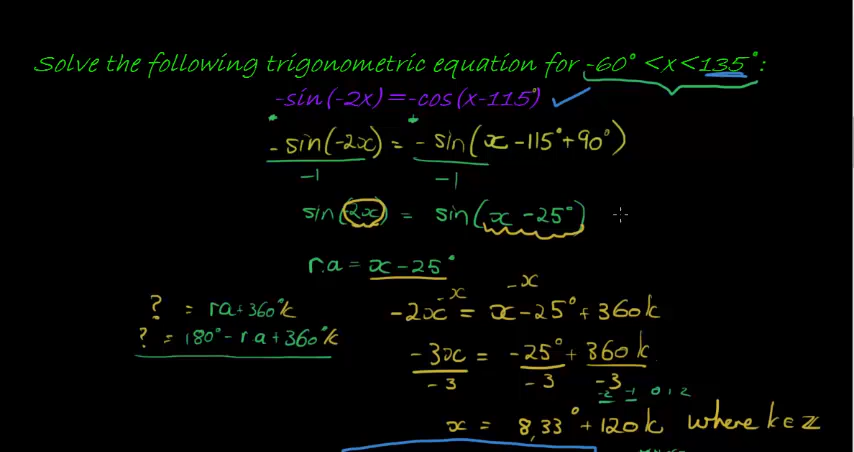 Solve the following trigonometric equation for -60° < x < 135° :
-sin(-2x) = -cos(x-115°)
- sin(-2x) = - sin(x - 115° + 90°)
-1 -1
sin(-2x) = sin(x - 25°)
r.a = x - 25°
-x -x
? = ra + 360°k
-2x = x - 25° + 360k
? = 180° - r a + 360°k
-3x = -25° + 360k
-3 -3 -3
-2 -1 0 1 2
x = 8,33° + 120k where k ∈ ℤ